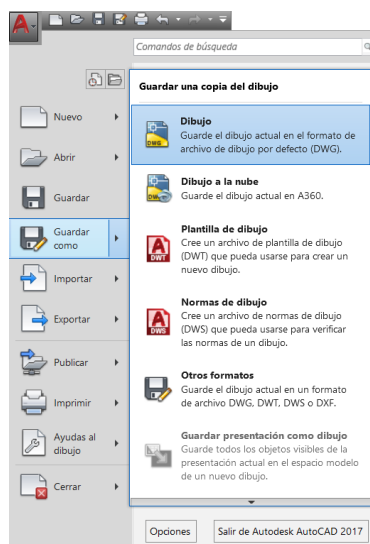 A
Comandos de búsqueda
Guardar una copia del dibujo
Nuevo
Abrir
Guardar
Guardar
como
Importar
Exportar
Publicar
Imprimir
Ayudas al
dibujo
Cerrar
DWG
Dibujo
Guarde el dibujo actual en el formato de
archivo de dibujo por defecto (DWG).
DWG
Dibujo a la nube
Guarde el dibujo actual en A360.
A
DWT
Plantilla de dibujo
Cree un archivo de plantilla de dibujo
(DWT) que pueda usarse para crear un
nuevo dibujo.
A
DWS
Normas de dibujo
Cree un archivo de normas de dibujo
(DWS) que pueda usarse para verificar
las normas de un dibujo.
Otros formatos
Guarde el dibujo actual en un formato
de archivo DWG, DWT, DWS o DXF.
Guardar presentación como dibujo
Guarde todos los objetos visibles de la
presentación actual en el espacio modelo
de un nuevo dibujo.
Opciones
Salir de Autodesk AutoCAD 2017